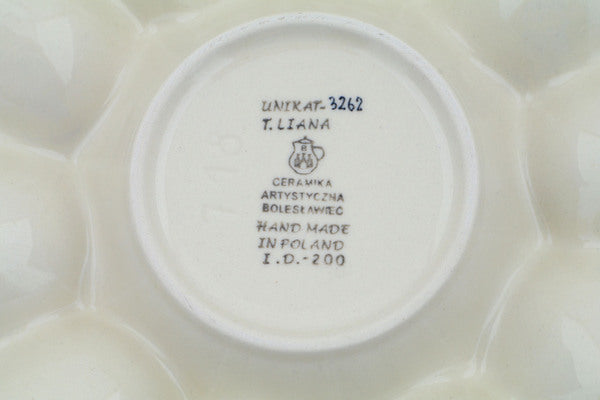 UNIKAT-3262
T. LIANA
B
CERAMIKA
ARTYSTYCZNA
BOLESŁAWIEC
HAND MADE
IN POLAND
I.D.-200